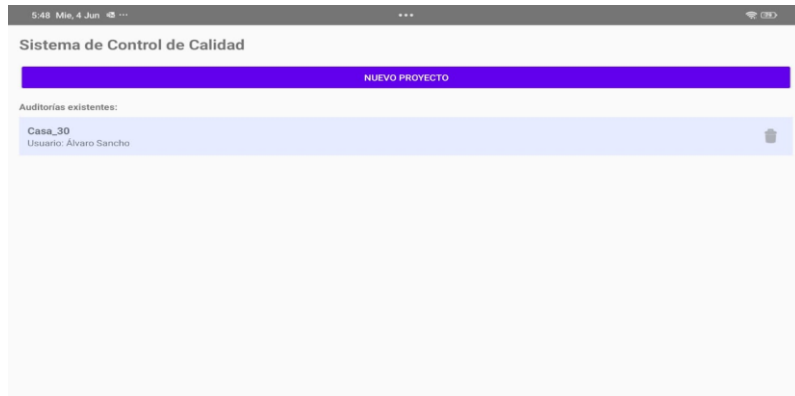 5:48 Mie, 4 Jun
Sistema de Control de Calidad
NUEVO PROYECTO
Auditorías existentes:
Casa_30
Usuario: Álvaro Sancho